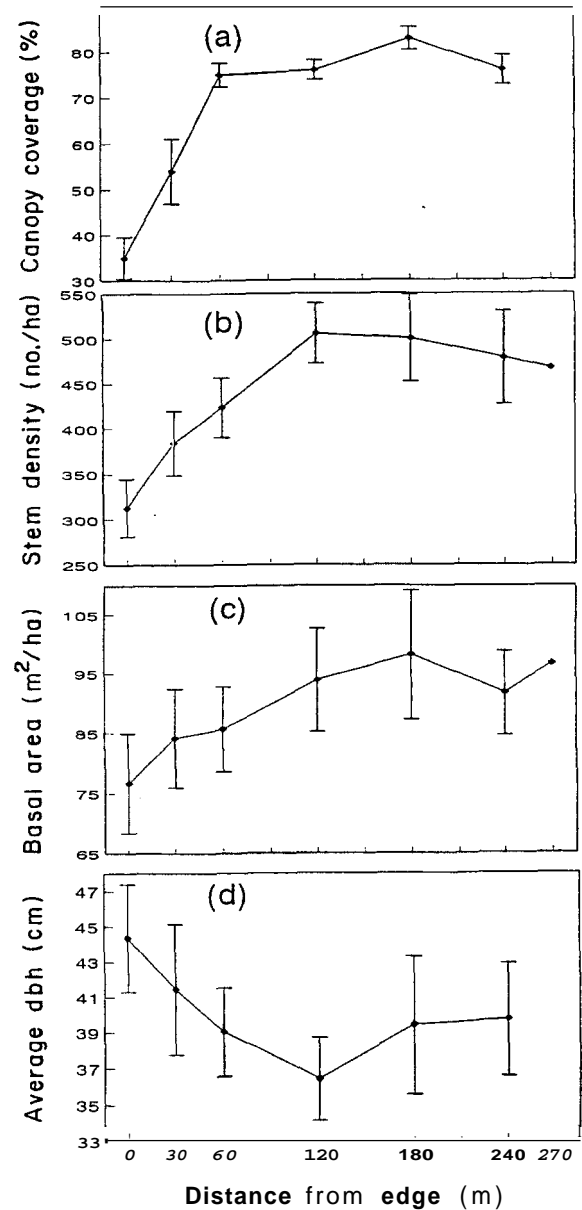 (a)
Canopy coverage (%)
80
70
60
50
40
30
(b)
Stem density (no./ha)
550
500
450
400
350
300
250
(c)
Basal area (m²/ha)
105
95
85
75
65
(d)
Average dbh (cm)
47
45
43
41
39
37
35
33
0 30 60 120 180 240 270
Distance from edge (m)